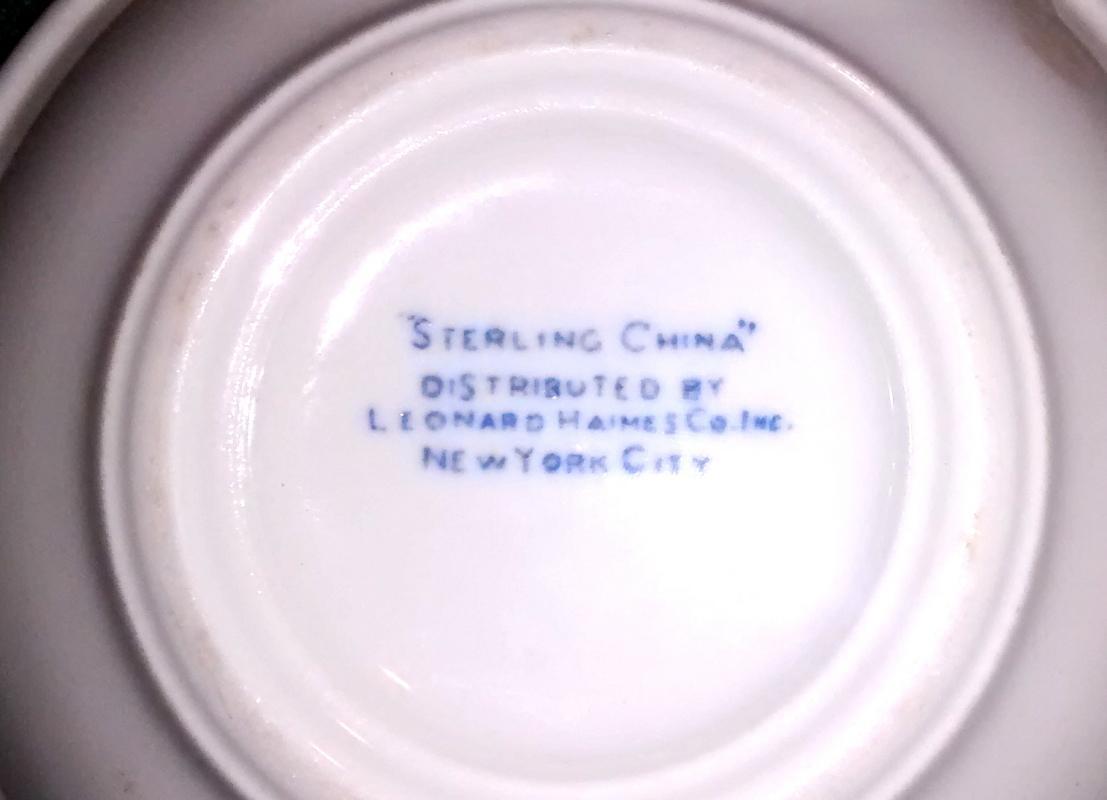 "STERLING CHINA"
DISTRIBUTED BY
LEONARD HAIMES CO. INC.
NEW YORK CITY